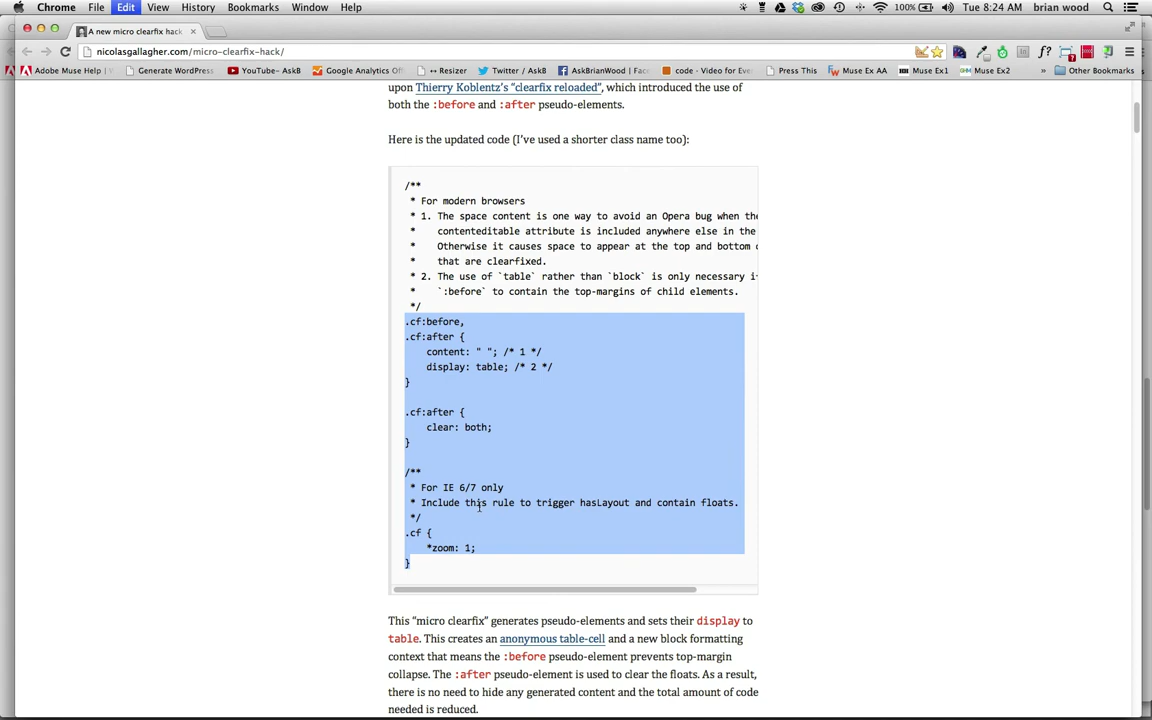 Chrome File Edit View History Bookmarks Window Help 100% Tue 8:24 AM brian wood
A new micro clearfix hack
nicolasgallagher.com/micro-clearfix-hack/
Adobe Muse Help Generate WordPress YouTube- AskB Google Analytics Off Resizer Twitter / AskB AskBrianWood | code - Video for Ever Press This Muse Ex AA Muse Ex1 Muse Ex2 » Other Bookmarks
upon Thierry Koblentz's “clearfix reloaded”, which introduced the use of
both the :before and :after pseudo-elements.
Here is the updated code (I’ve used a shorter class name too):
/**
* For modern browsers
* 1. The space content is one way to avoid an Opera bug when the
* contenteditable attribute is included anywhere else in the
* Otherwise it causes space to appear at the top and bottom o
* that are clearfixed.
* 2. The use of `table` rather than `block` is only necessary i
* `:before` to contain the top-margins of child elements.
*/
.cf:before,
.cf:after {
content: " "; /* 1 */
display: table; /* 2 */
}
.cf:after {
clear: both;
}
/**
* For IE 6/7 only
* Include this rule to trigger hasLayout and contain floats.
*/
.cf {
*zoom: 1;
}
This “micro clearfix” generates pseudo-elements and sets their display to
table. This creates an anonymous table-cell and a new block formatting
context that means the :before pseudo-element prevents top-margin
collapse. The :after pseudo-element is used to clear the floats. As a result,
there is no need to hide any generated content and the total amount of code
needed is reduced.